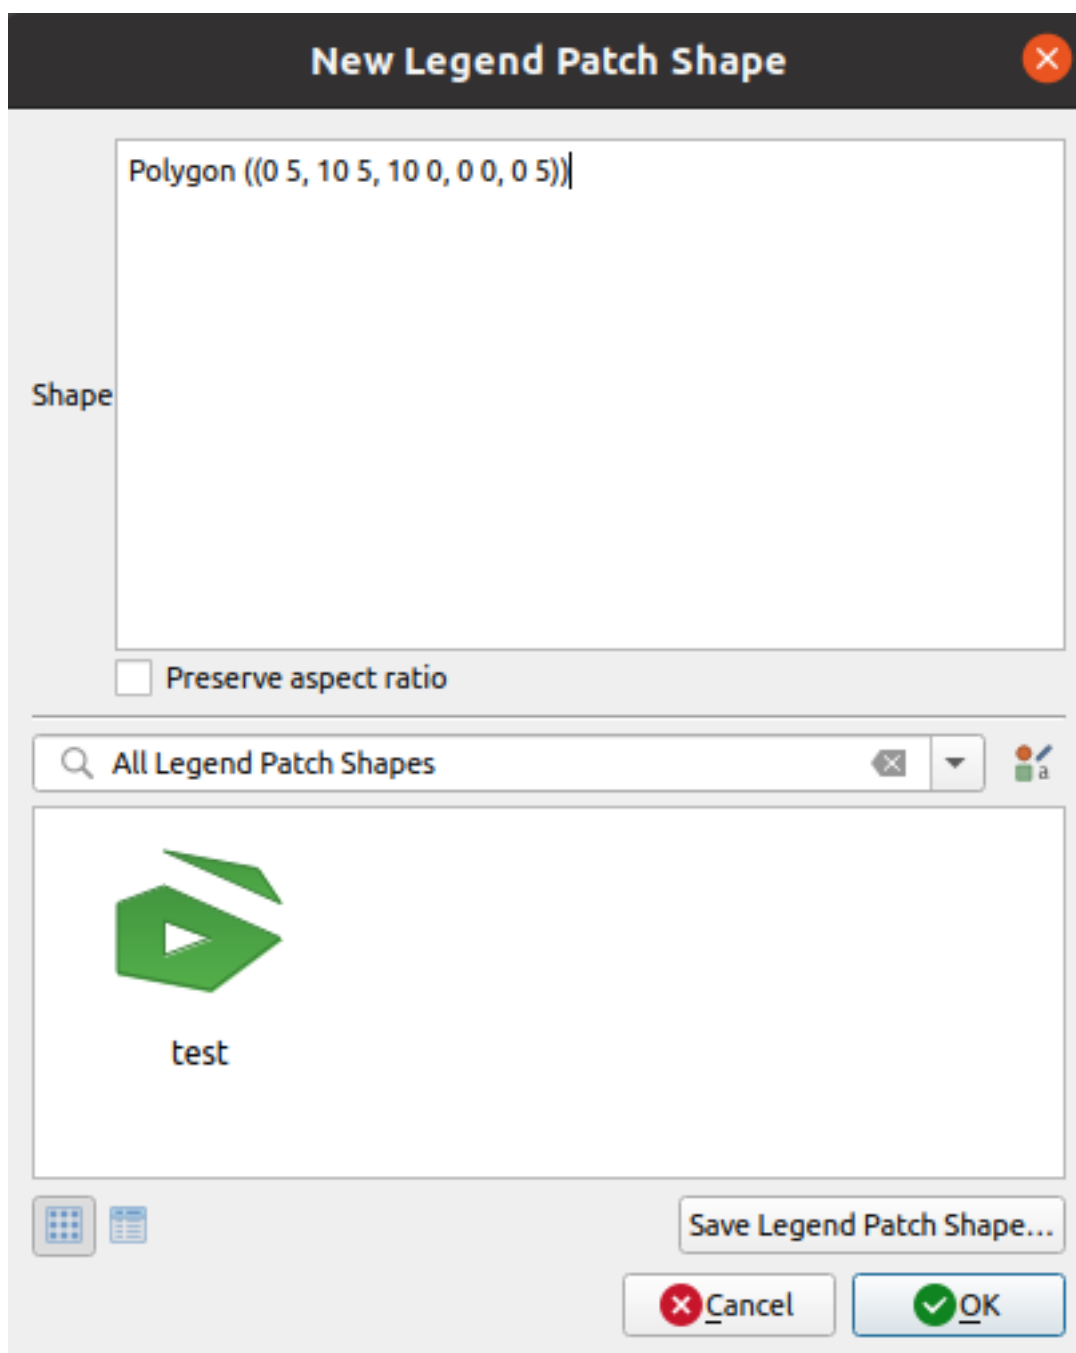 New Legend Patch Shape
Polygon ((0 5, 10 5, 10 0, 0 0, 0 5))
Shape
Preserve aspect ratio
All Legend Patch Shapes
a
test
Save Legend Patch Shape...
Cancel
OK